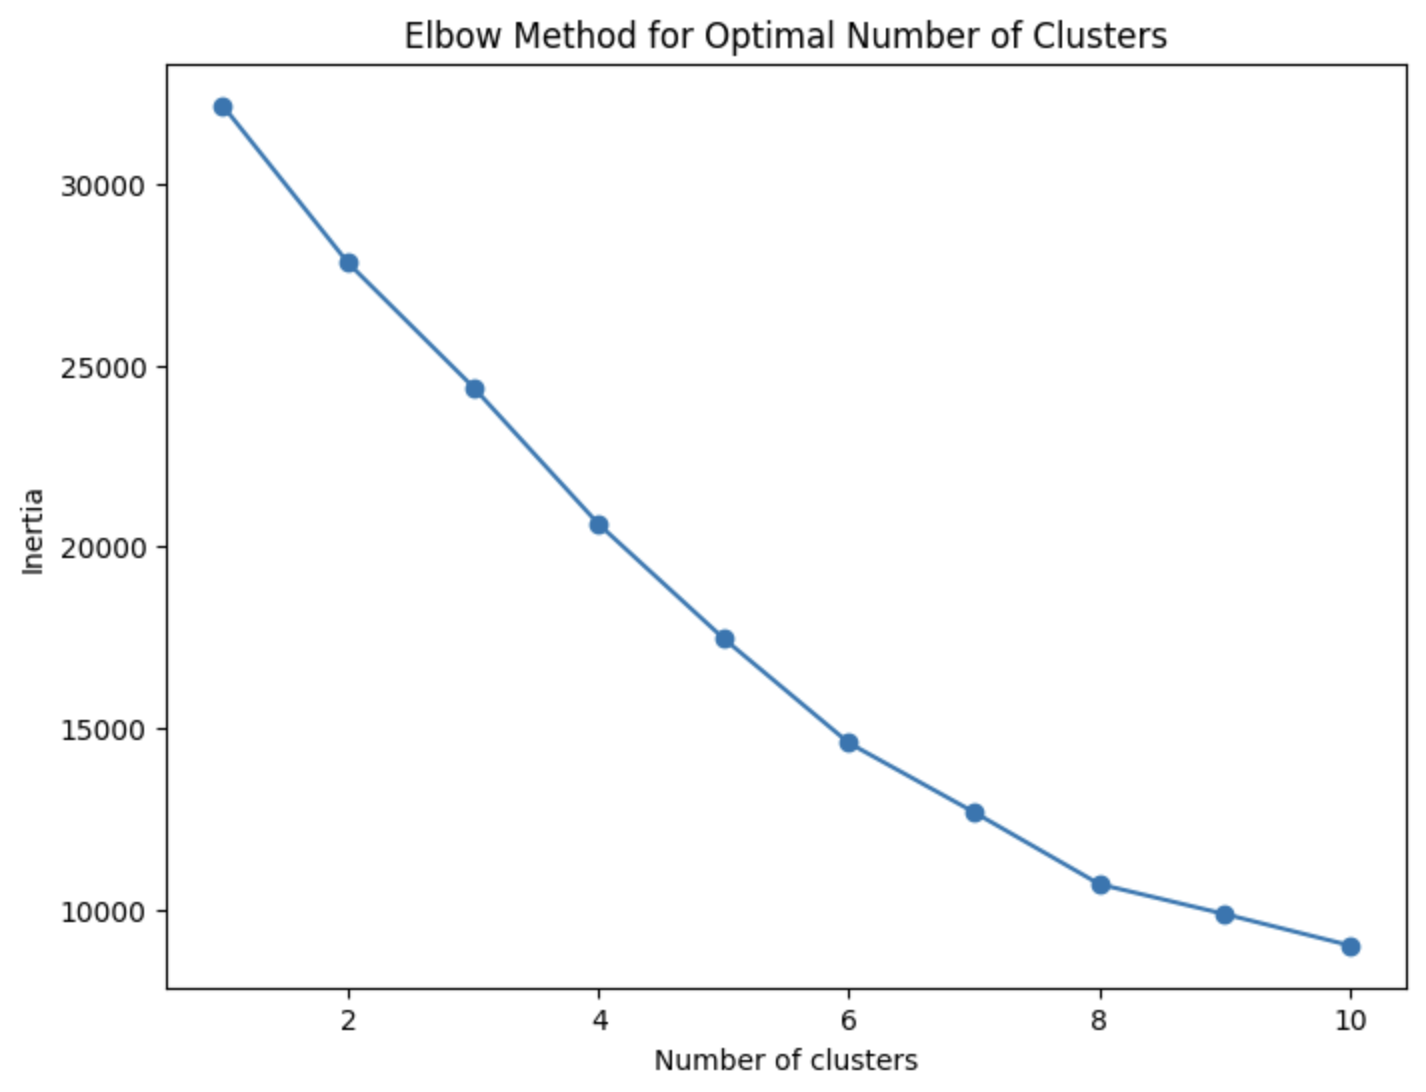 Elbow Method for Optimal Number of Clusters
30000
25000
20000
15000
10000
Inertia
2 4 6 8 10
Number of clusters